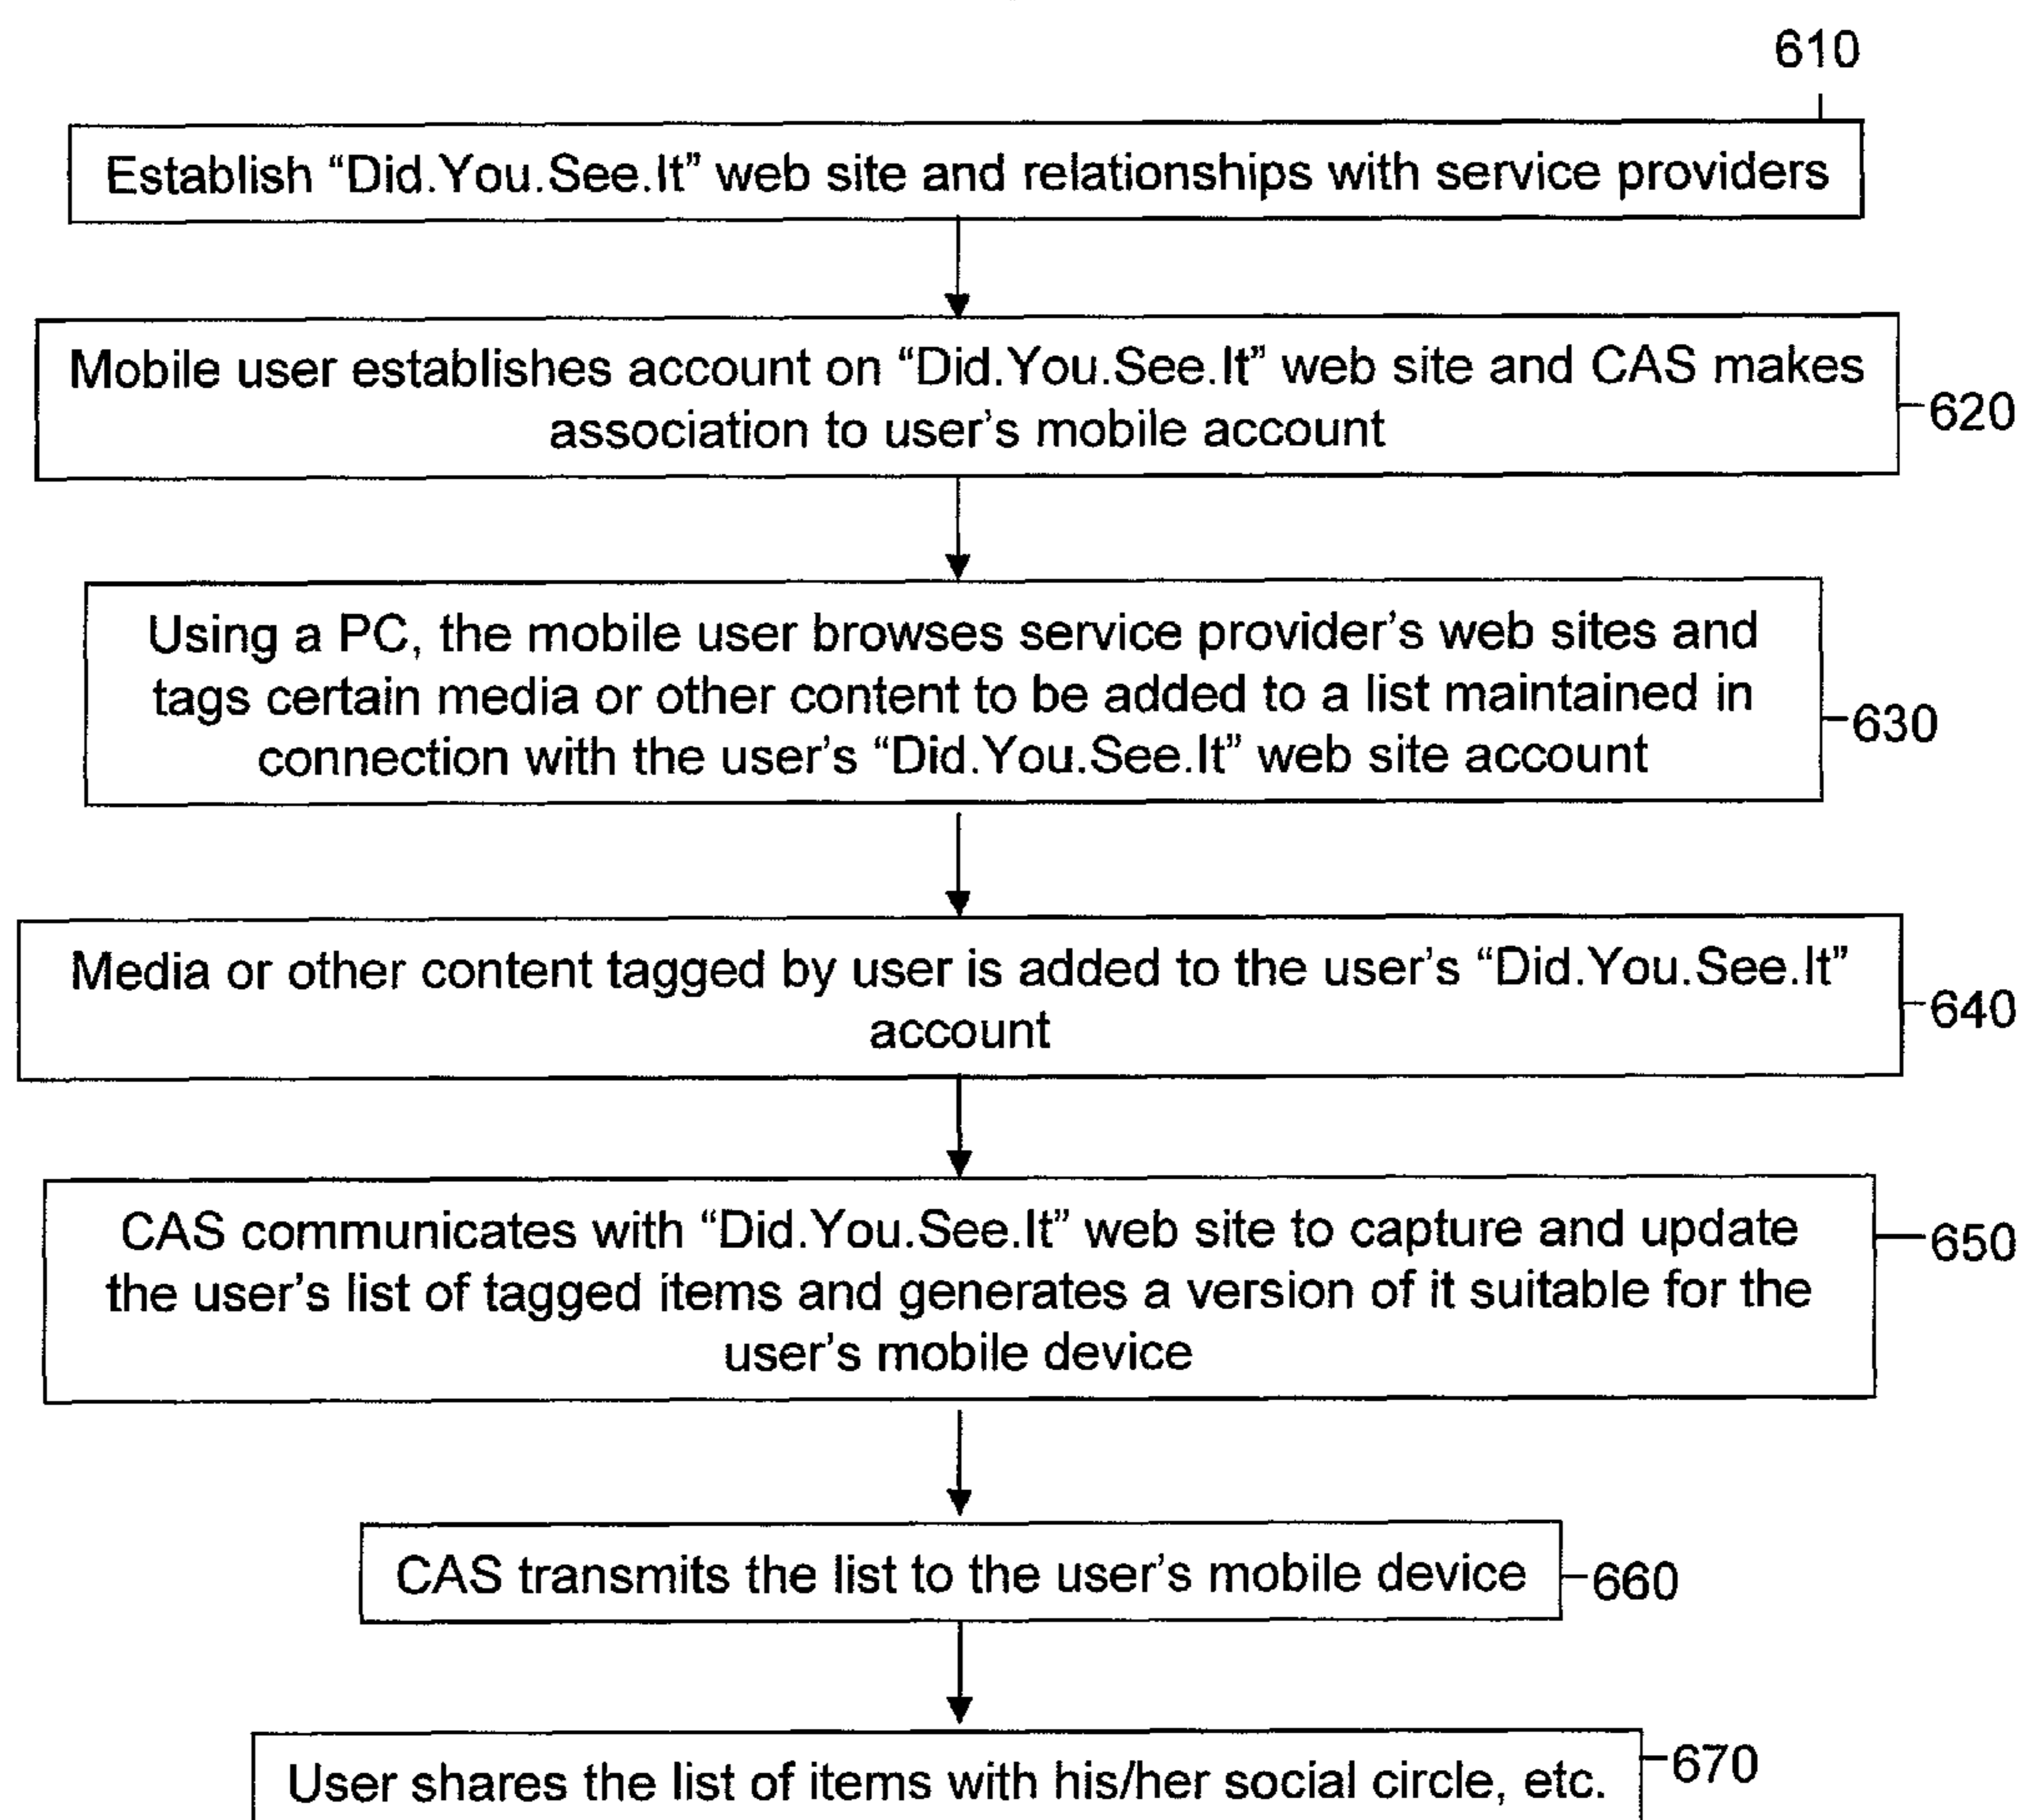 610
Establish “Did.You.See.It” web site and relationships with service providers
Mobile user establishes account on “Did.You.See.It” web site and CAS makes
association to user’s mobile account
620
Using a PC, the mobile user browses service provider’s web sites and
tags certain media or other content to be added to a list maintained in
connection with the user’s “Did.You.See.It” web site account
630
Media or other content tagged by user is added to the user’s “Did.You.See.It”
account
640
CAS communicates with “Did.You.See.It” web site to capture and update
the user’s list of tagged items and generates a version of it suitable for the
user’s mobile device
650
CAS transmits the list to the user’s mobile device
660
User shares the list of items with his/her social circle, etc.
670